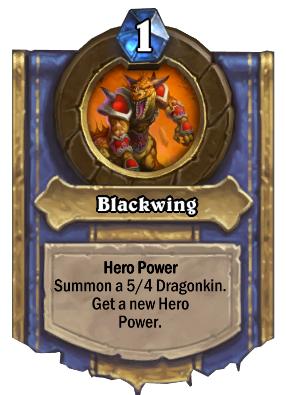 1
Blackwing
Hero Power
Summon a 5/4 Dragonkin.
Get a new Hero
Power.